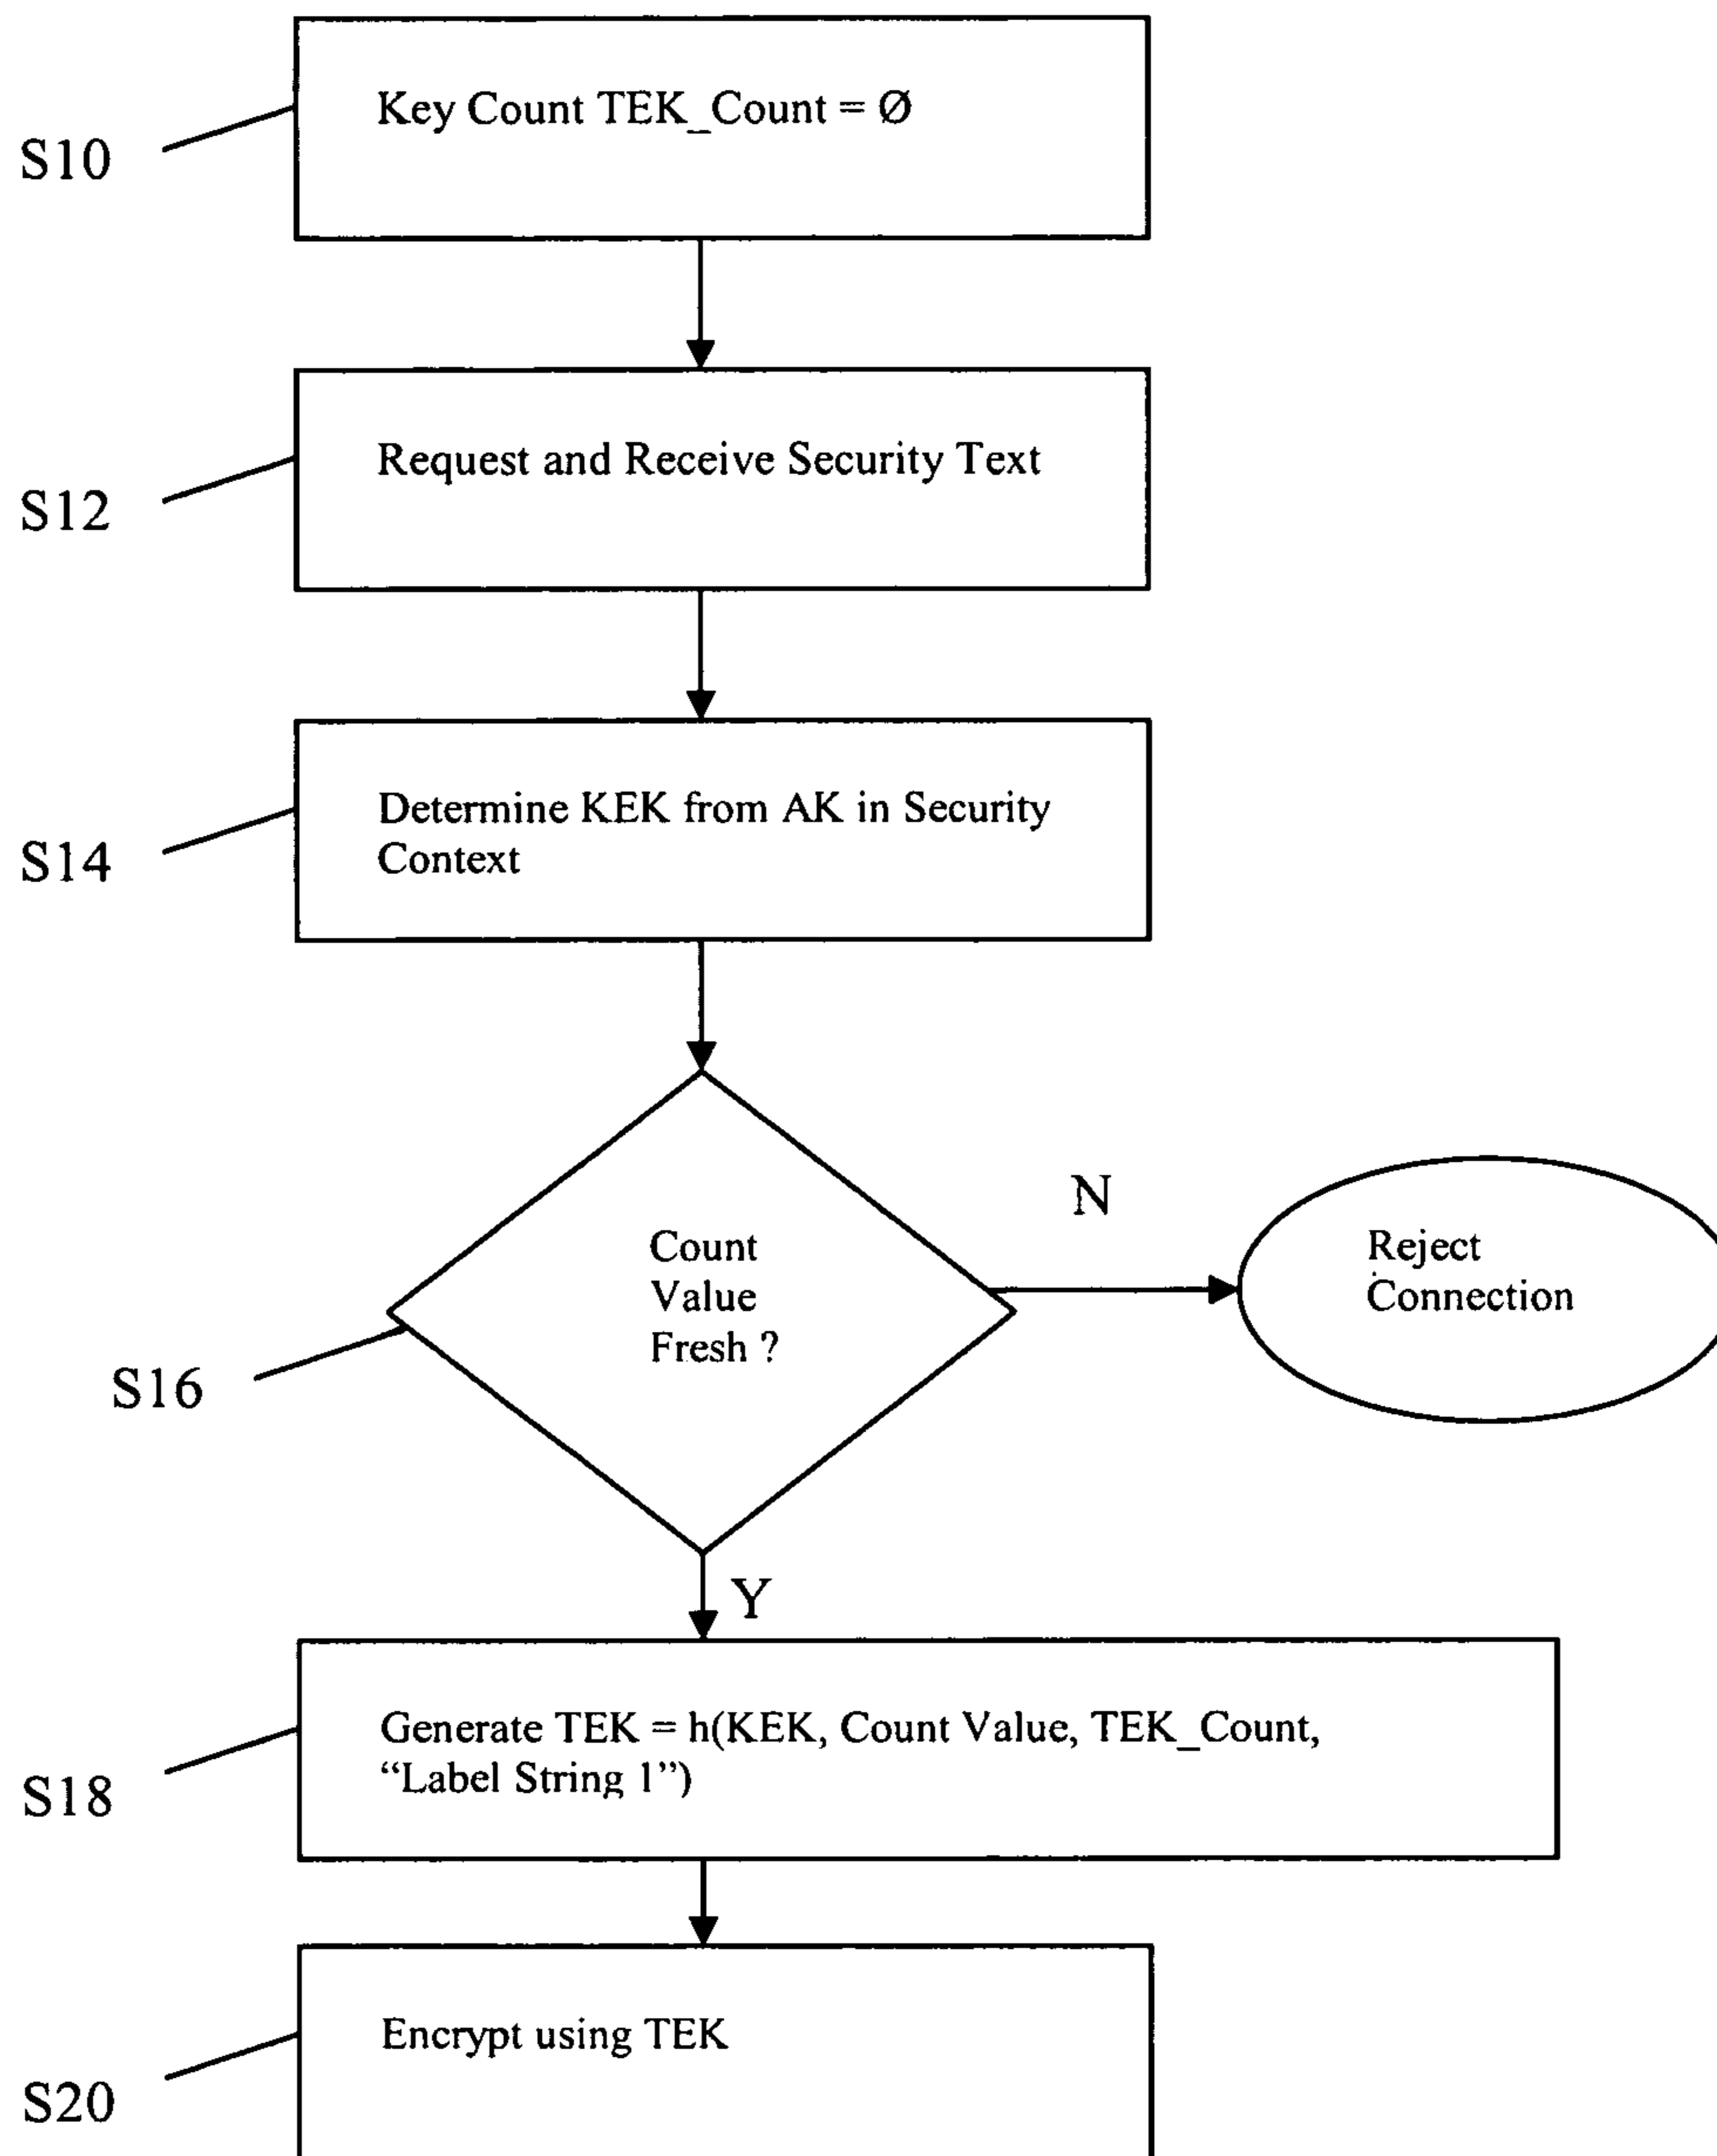 S10
Key Count TEK_Count = Ø
S12
Request and Receive Security Text
S14
Determine KEK from AK in Security
Context
S16
Count
Value
Fresh ?
N
Reject
Connection
Y
S18
Generate TEK = h(KEK, Count Value, TEK_Count,
“Label String 1”)
S20
Encrypt using TEK